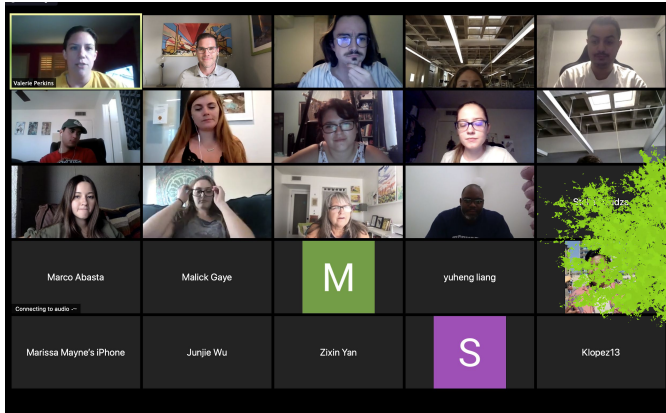 Valerie Perkins
Marco Abasta
Malick Gaye
M
yuheng liang
Connecting to audio
Marissa Mayne's iPhone
Junjie Wu
Zixin Yan
S
Klopez13